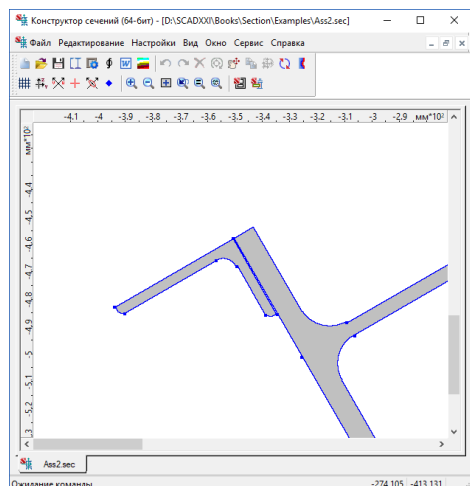 Конструктор сечений (64-бит) - [D:\SCADXXI\Books\Section\Examples\Ass2.sec]
Файл Редактирование Настройки Вид Окно Сервис Справка
-4,1 -4 -3,9 -3,8 -3,7 -3,6 -3,5 -3,4 -3,3 -3,2 -3,1 -3 -2,9 мм*10²
мм*10²
-4,4
-4,5
-4,6
-4,7
-4,8
-4,9
-5
-5,1
-5,2
Ass2.sec
Ожидание команды -274,105 -413,131